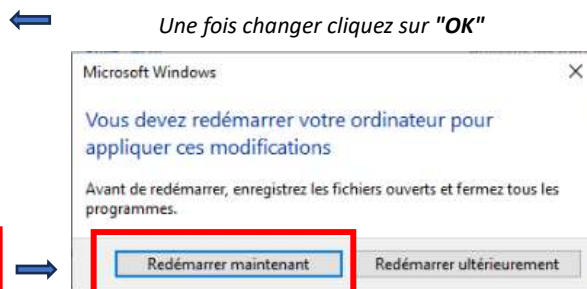 Une fois changer cliquez sur "OK"
Microsoft Windows
Vous devez redémarrer votre ordinateur pour
appliquer ces modifications
Avant de redémarrer, enregistrez les fichiers ouverts et fermez tous les
programmes.
Redémarrer maintenant
Redémarrer ultérieurement